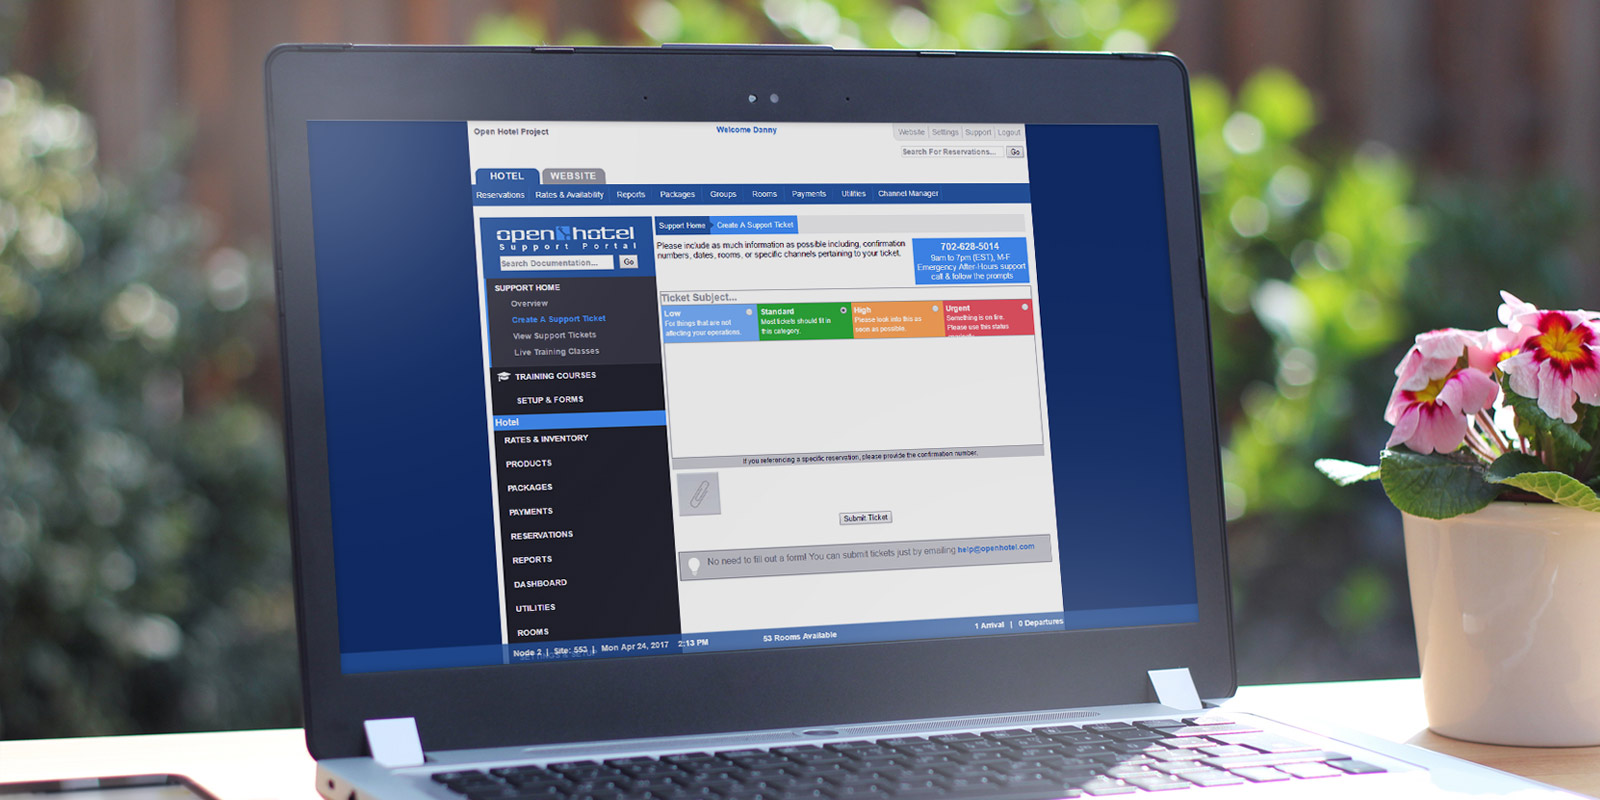 Open Hotel Project
Welcome Danny
Website | Settings | Support | Logout
Search For Reservations...
Go
HOTEL
WEBSITE
Reservations
Rates & Availability
Reports
Packages
Groups
Rooms
Payments
Utilities
Channel Manager
open hotel
Support Portal
Search Documentation...
Go
SUPPORT HOME
Overview
Create A Support Ticket
View Support Tickets
Live Training Classes
TRAINING COURSES
SETUP & FORMS
Hotel
RATES & INVENTORY
PRODUCTS
PACKAGES
PAYMENTS
RESERVATIONS
REPORTS
DASHBOARD
UTILITIES
ROOMS
Support Home
Create A Support Ticket
Please include as much information as possible including, confirmation
numbers, dates, rooms, or specific channels pertaining to your ticket.
702-628-5014
9am to 7pm (EST), M-F
Emergency After-Hours support
call & follow the prompts
Ticket Subject...
Low
For things that are not
affecting your operations.
Standard
Most tickets should fit in
this category.
High
Please look into this as
soon as possible.
Urgent
Something is on fire.
Please use this status
If you referencing a specific reservation, please provide the confirmation number.
Submit Ticket
No need to fill out a form! You can submit tickets just by emailing help@openhotel.com
Node 2 | Site: 553 | Mon Apr 24, 2017 2:13 PM
53 Rooms Available
1 Arrival | 0 Departures